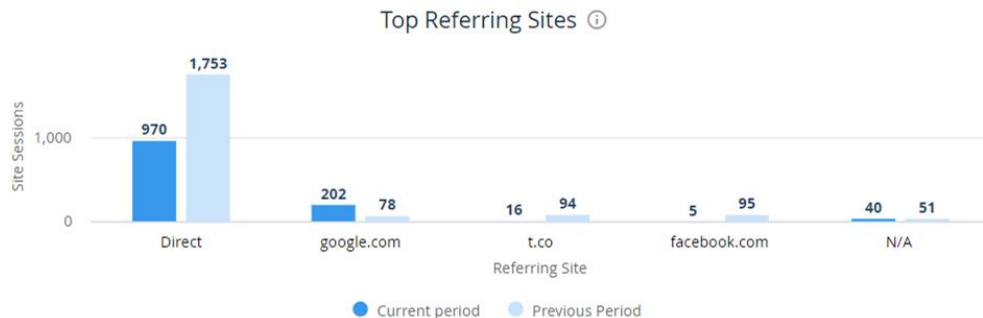 Top Referring Sites
Site Sessions
1,000
0
970
1,753
202
78
16
94
5
95
40
51
Direct
google.com
t.co
facebook.com
N/A
Referring Site
Current period
Previous Period